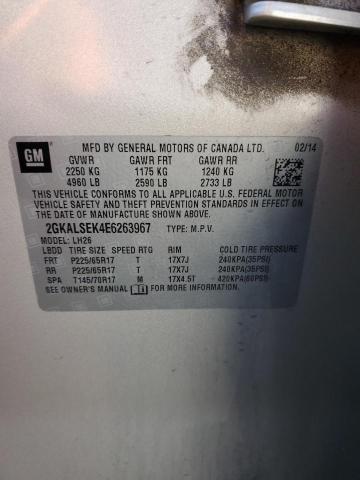 GM
MFD BY GENERAL MOTORS OF CANADA LTD. 02/14
GVWR GAWR FRT GAWR RR
2250 KG 1175 KG 1240 KG
4960 LB 2590 LB 2733 LB
THIS VEHICLE CONFORMS TO ALL APPLICABLE U.S. FEDERAL MOTOR
VEHICLE SAFETY AND THEFT PREVENTION STANDARDS IN
EFFECT ON THE DATE OF MANUFACTURE SHOWN ABOVE.
2GKALSEK4E6263967 TYPE: M.P.V.
MODEL: LH26
LBDD TIRE SIZE SPEED RTG RIM COLD TIRE PRESSURE
FRT P225/65R17 T 17X7J 240KPA(35PSI)
RR P225/65R17 T 17X7J 240KPA(35PSI)
SPA T145/70R17 M 17X4.5T 420KPA(60PSI)
SEE OWNER'S MANUAL FOR MORE INFORMATION.